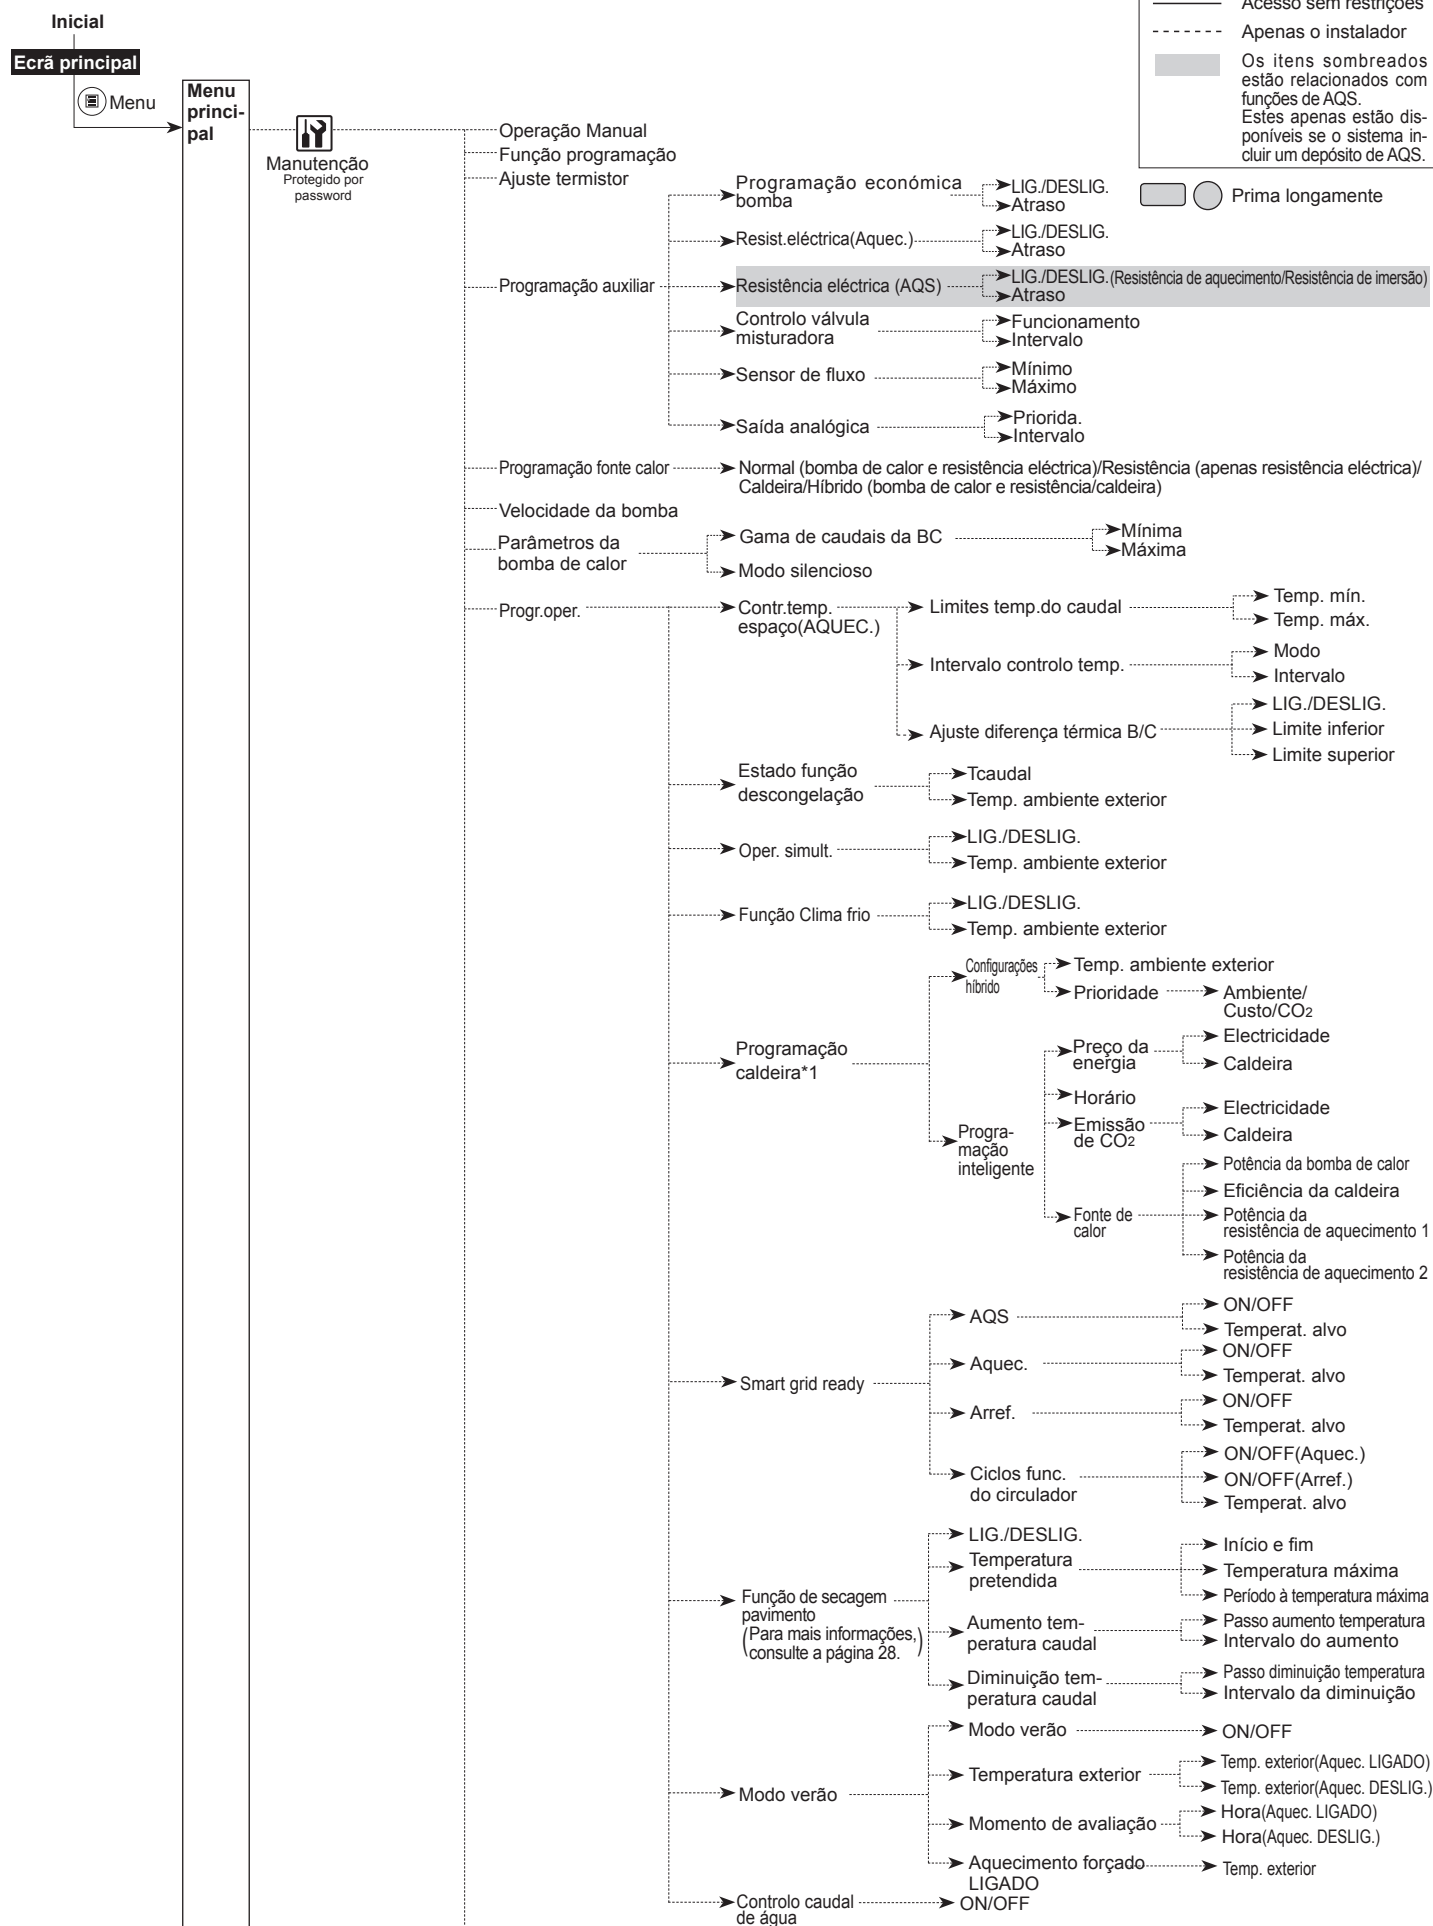 Acesso sem restrições
Inicial
Apenas o instalador
Ecrã principal
Os itens sombreados
estão relacionados com
funções de AQS.
Estes apenas estão dis-
poníveis se o sistema in-
cluir um depósito de AQS.
Menu
Menu
princi-
pal
Prima longamente
Manutenção
Protegido por
password
Operação Manual
Função programação
Ajuste termistor
Programação auxiliar
Programação económica
bomba
LIG./DESLIG.
Atraso
Resist.eléctrica(Aquec.)
LIG./DESLIG.
Atraso
Resistência eléctrica (AQS)
LIG./DESLIG.(Resistência de aquecimento/Resistência de imersão)
Atraso
Controlo válvula
misturadora
Funcionamento
Intervalo
Sensor de fluxo
Mínimo
Máximo
Saída analógica
Priorida.
Intervalo
Programação fonte calor
Normal (bomba de calor e resistência eléctrica)/Resistência (apenas resistência eléctrica)/
Caldeira/Híbrido (bomba de calor e resistência/caldeira)
Velocidade da bomba
Parâmetros da
bomba de calor
Gama de caudais da BC
Mínima
Máxima
Modo silencioso
Progr.oper.
Contr.temp.
espaço(AQUEC.)
Limites temp.do caudal
Temp. mín.
Temp. máx.
Intervalo controlo temp.
Modo
Intervalo
Ajuste diferença térmica B/C
LIG./DESLIG.
Limite inferior
Limite superior
Estado função
descongelação
Tcaudal
Temp. ambiente exterior
Oper. simult.
LIG./DESLIG.
Temp. ambiente exterior
Função Clima frio
LIG./DESLIG.
Temp. ambiente exterior
Programação
caldeira*1
Configurações
híbrido
Temp. ambiente exterior
Prioridade
Ambiente/
Custo/CO2
Progra-
mação
inteligente
Preço da
energia
Electricidade
Caldeira
Horário
Emissão
de CO2
Electricidade
Caldeira
Fonte de
calor
Potência da bomba de calor
Eficiência da caldeira
Potência da
resistência de aquecimento 1
Potência da
resistência de aquecimento 2
Smart grid ready
AQS
ON/OFF
Temperat. alvo
Aquec.
ON/OFF
Temperat. alvo
Arref.
ON/OFF
Temperat. alvo
Ciclos func.
do circulador
ON/OFF(Aquec.)
ON/OFF(Arref.)
Temperat. alvo
Função de secagem
pavimento
(Para mais informações,
consulte a página 28.)
LIG./DESLIG.
Temperatura
pretendida
Início e fim
Temperatura máxima
Período à temperatura máxima
Aumento tem-
peratura caudal
Passo aumento temperatura
Intervalo do aumento
Diminuição tem-
peratura caudal
Passo diminuição temperatura
Intervalo da diminuição
Modo verão
Modo verão
ON/OFF
Temperatura exterior
Temp. exterior(Aquec. LIGADO)
Temp. exterior(Aquec. DESLIG.)
Momento de avaliação
Hora(Aquec. LIGADO)
Hora(Aquec. DESLIG.)
Aquecimento forçado
LIGADO
Temp. exterior
Controlo caudal
de água
ON/OFF